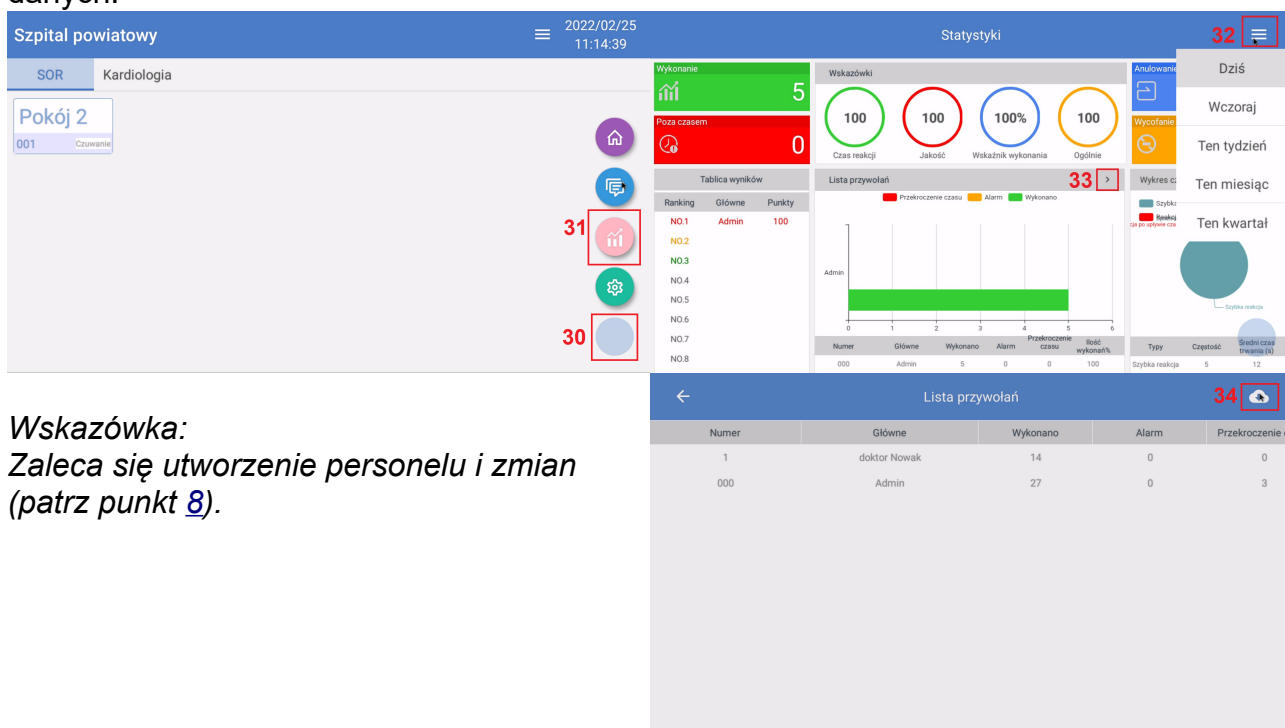 danych.
Szpital powiatowy
2022/02/25
11:14:39
SOR Kardiologia
Pokój 2
001 Czuwanie
31
30
Statystyki
32
Wykonanie
5
Poza czasem
0
Wskazówki
100 100 100% 100
Czas reakcji Jakość Wskaźnik wykonania Ogólnie
Anulowanie
Wycofanie
Dziś
Wczoraj
Ten tydzień
Ten miesiąc
Ten kwartał
Tablica wyników
Ranking Główne Punkty
NO.1 Admin 100
NO.2
NO.3
NO.4
NO.5
NO.6
NO.7
NO.8
Lista przywołań
33
Przekroczenie czasu Alarm Wykonano
Admin
0 1 2 3 4 5 6
Numer Główne Wykonano Alarm Przekroczenie czasu Ilość wykonań%
000 Admin 5 0 0 100
Wykres
Szybka reakcja
Typy Częstość Średni czas trwania (s)
Szybka reakcja 5 12
Wskazówka:
Zaleca się utworzenie personelu i zmian
(patrz punkt 8).
Lista przywołań
34
Numer Główne Wykonano Alarm Przekroczenie
1 doktor Nowak 14 0 0
000 Admin 27 0 3